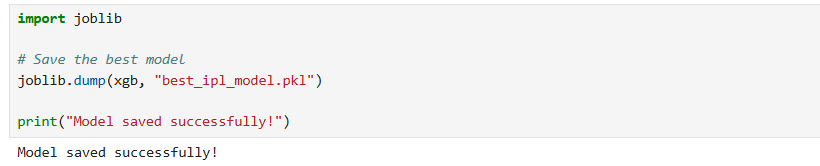 import joblib
# Save the best model
joblib.dump(xgb, "best_ipl_model.pkl")
print("Model saved successfully!")
Model saved successfully!